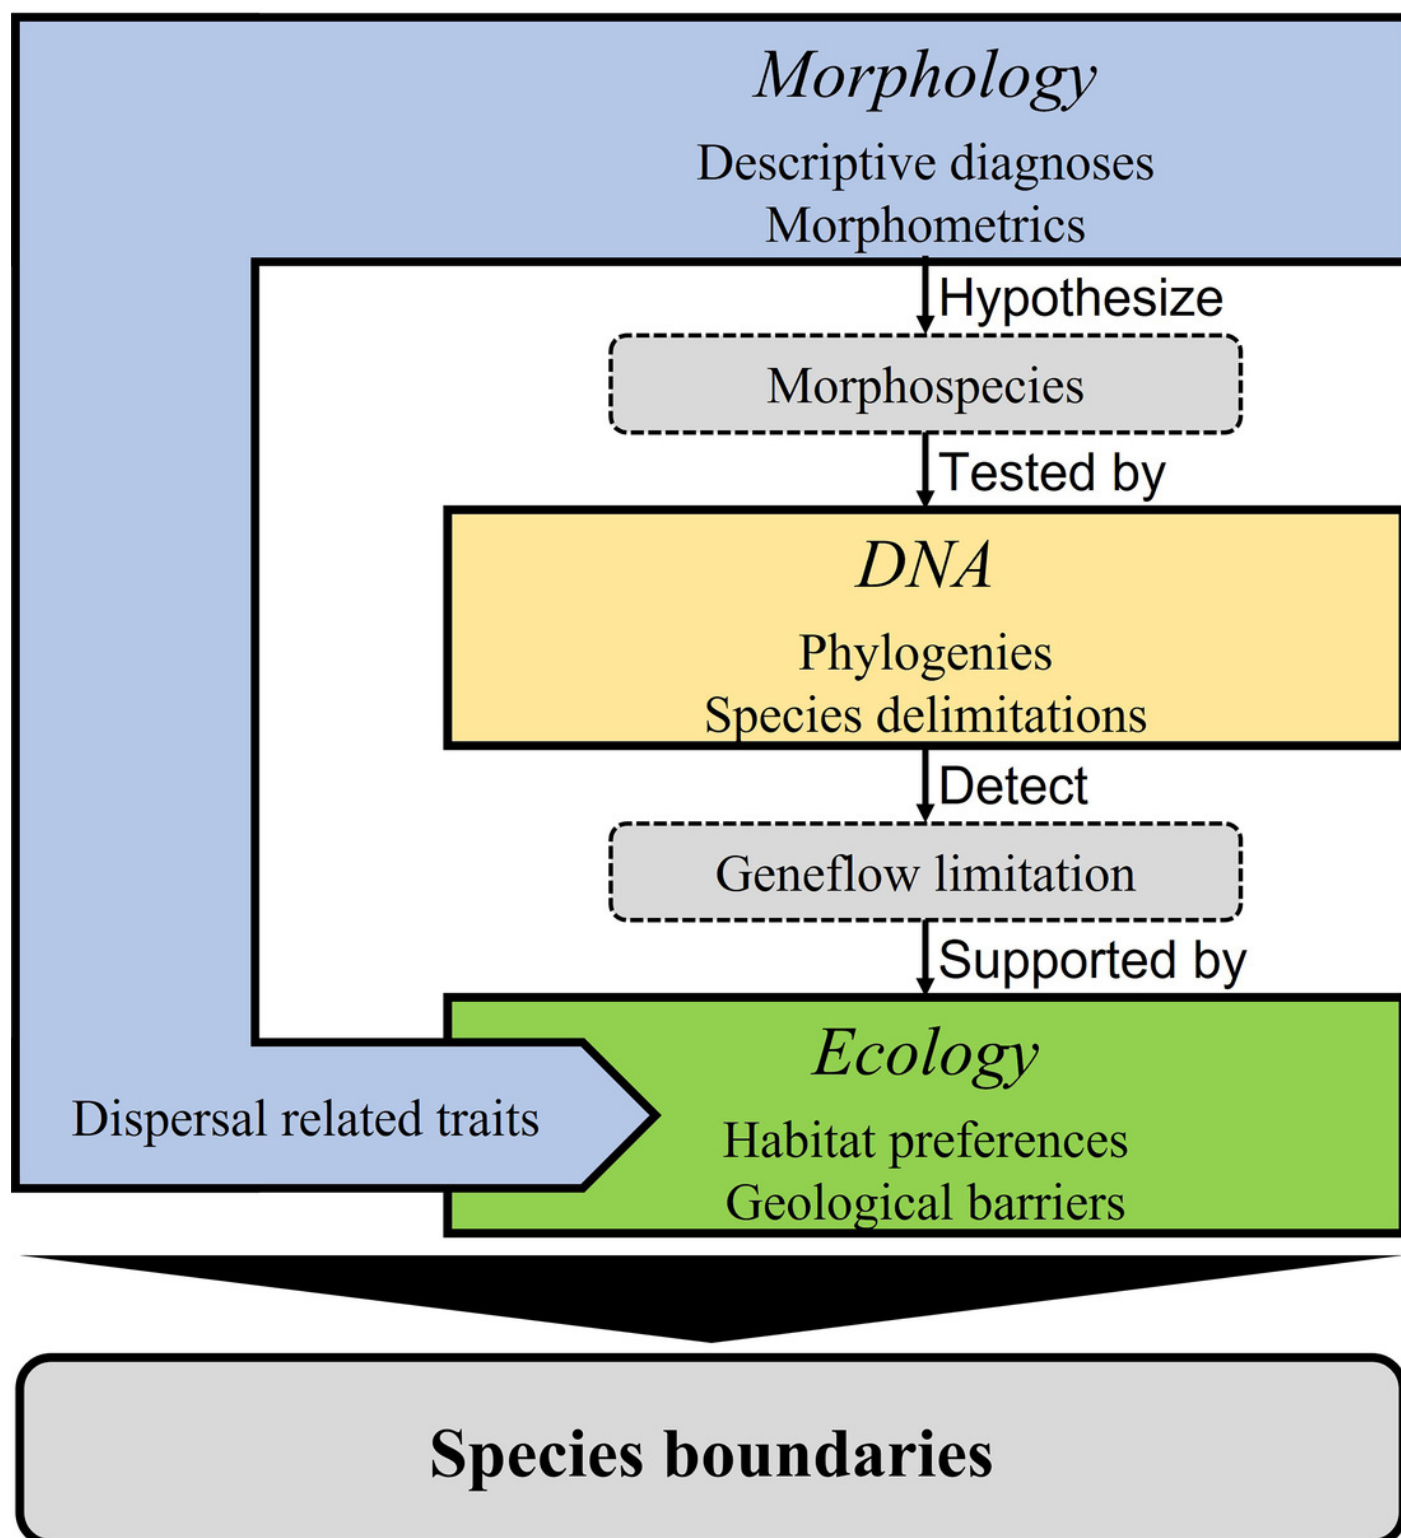 Morphology
Descriptive diagnoses
Morphometrics
Hypothesize
Morphospecies
Tested by
DNA
Phylogenies
Species delimitations
Detect
Geneflow limitation
Supported by
Ecology
Dispersal related traits
Habitat preferences
Geological barriers
Species boundaries